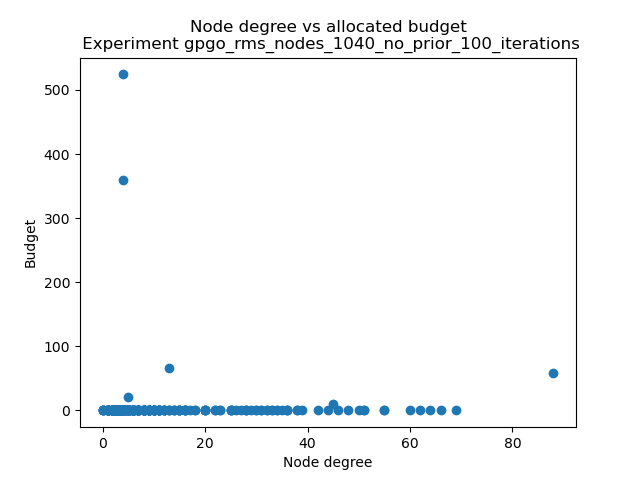 Node degree vs allocated budget
Experiment gpgo_rms_nodes_1040_no_prior_100_iterations
500
400
300
200
100
0
Budget
0 20 40 60 80
Node degree